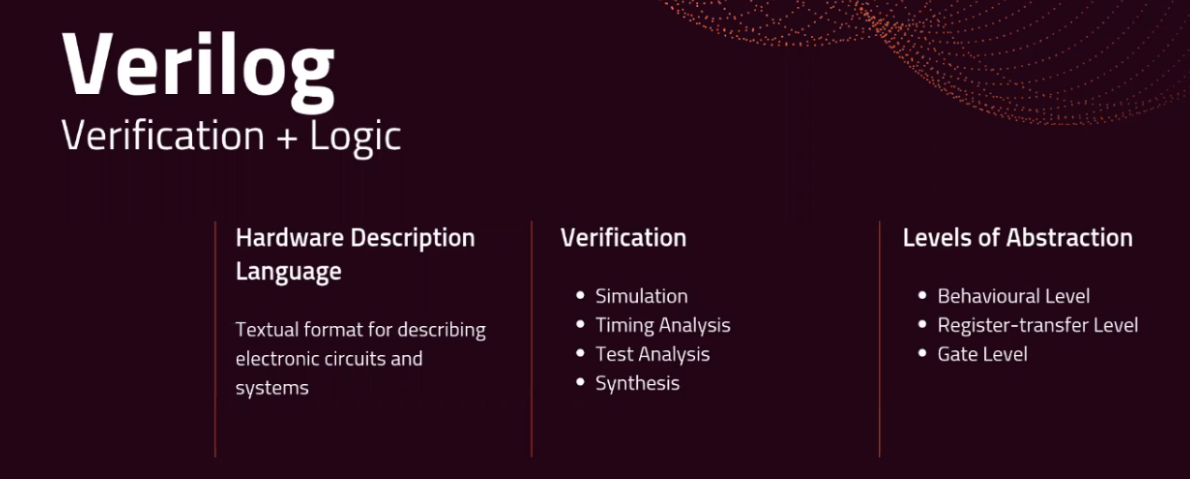 Verilog
Verification + Logic
Hardware Description
Language
Textual format for describing
electronic circuits and
systems
Verification
• Simulation
• Timing Analysis
• Test Analysis
• Synthesis
Levels of Abstraction
• Behavioural Level
• Register-transfer Level
• Gate Level